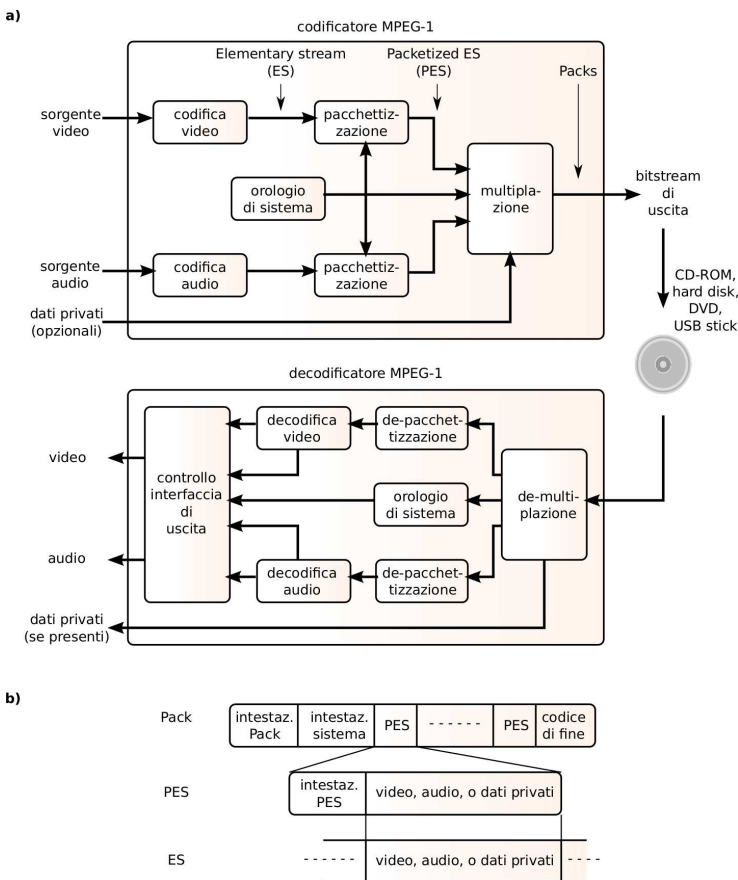 a)
codificatore MPEG-1
Elementary stream
(ES)
Packetized ES
(PES)
Packs
sorgente
video
codifica
video
pacchettiz-
zazione
orologio
di sistema
multipla-
zione
bitstream
di
uscita
sorgente
audio
codifica
audio
pacchettiz-
zazione
dati privati
(opzionali)
CD-ROM,
hard disk,
DVD,
USB stick
decodificatore MPEG-1
decodifica
video
de-pacchet-
tizzazione
video
controllo
interfaccia
di
uscita
orologio
di sistema
de-multi-
plazione
audio
decodifica
audio
de-pacchet-
tizzazione
dati privati
(se presenti)
b)
Pack
intestaz.
Pack
intestaz.
sistema
PES
- - - - - -
PES
codice
di fine
PES
intestaz.
PES
video, audio, o dati privati
ES
- - - - - -
video, audio, o dati privati
- - - -